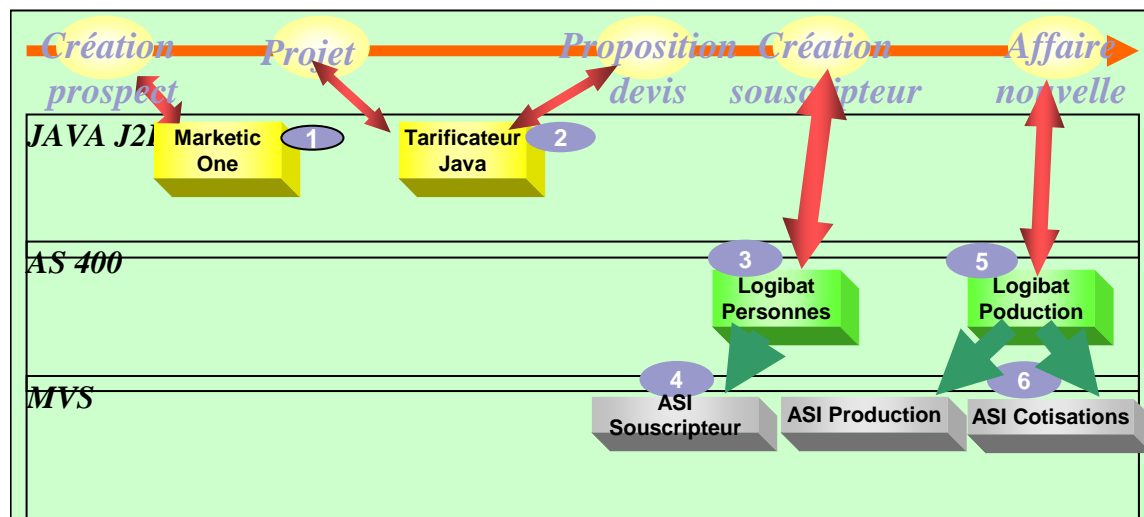 Création
prospect
Projet
Proposition
devis
Création
souscripteur
Affaire
nouvelle
JAVA J2
Marketic
One
1
Tarificateur
Java
2
AS 400
3
Logibat
Personnes
5
Logibat
Poduction
MVS
4
ASI
Souscripteur
ASI Production
6
ASI Cotisations